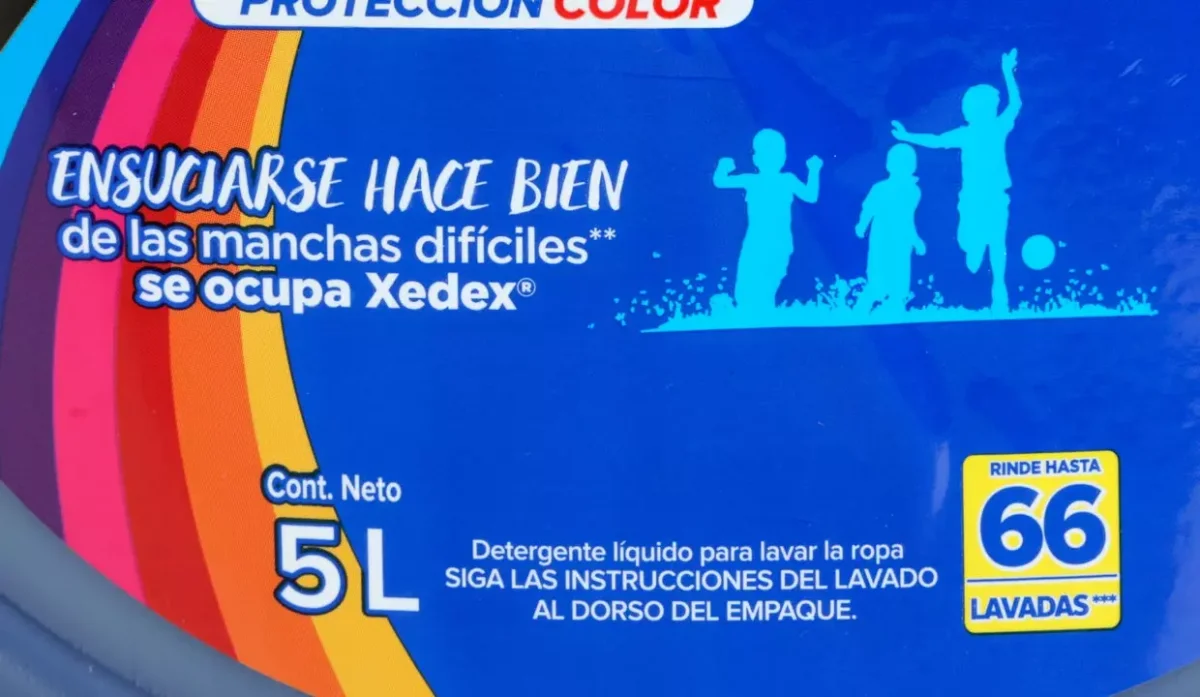 PROTECCIÓN COLOR
ENSUCIARSE HACE BIEN
de las manchas difíciles**
se ocupa Xedex®
Cont. Neto
5 L
Detergente líquido para lavar la ropa
SIGA LAS INSTRUCCIONES DEL LAVADO
AL DORSO DEL EMPAQUE.
RINDE HASTA
66
LAVADAS***